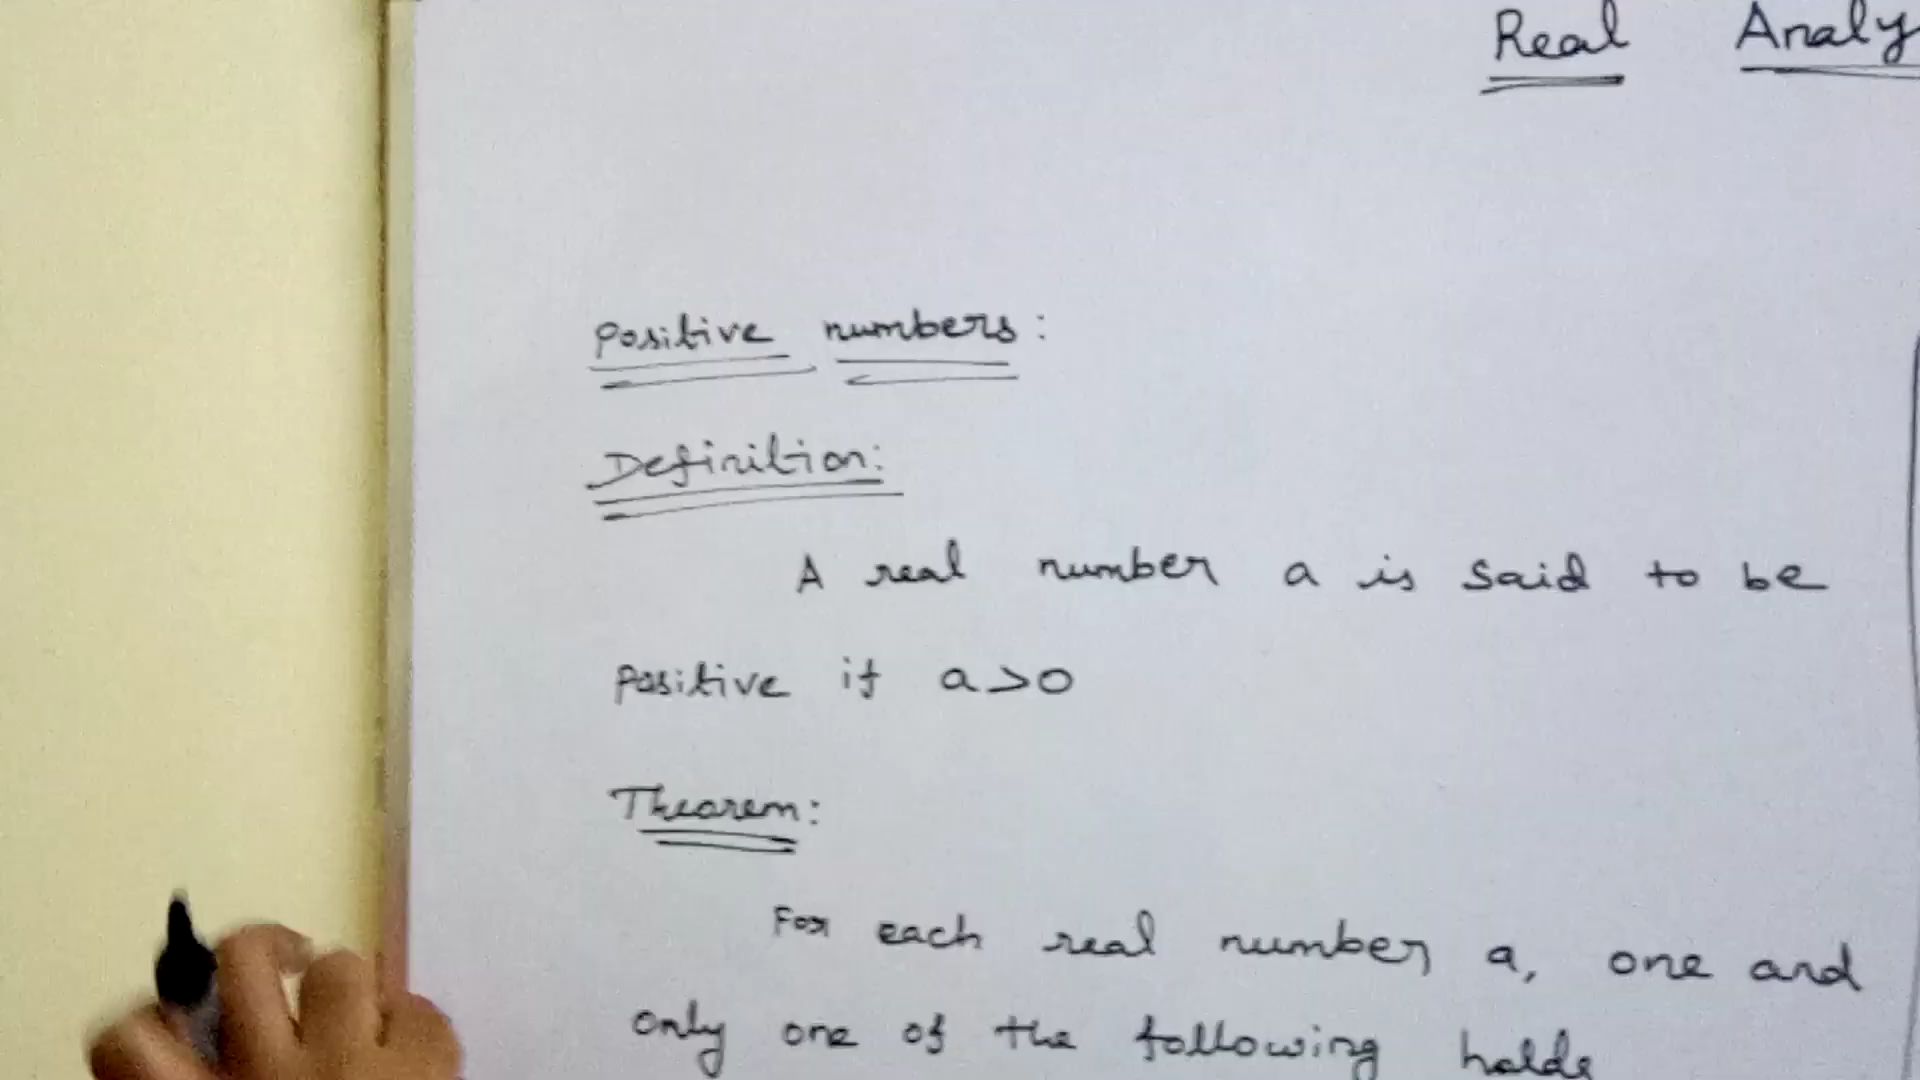 Real Analy
Positive numbers:
Definition:
A real number a is said to be
Positive if a>0
Theorem:
For each real number a, one and
only one of the following holds